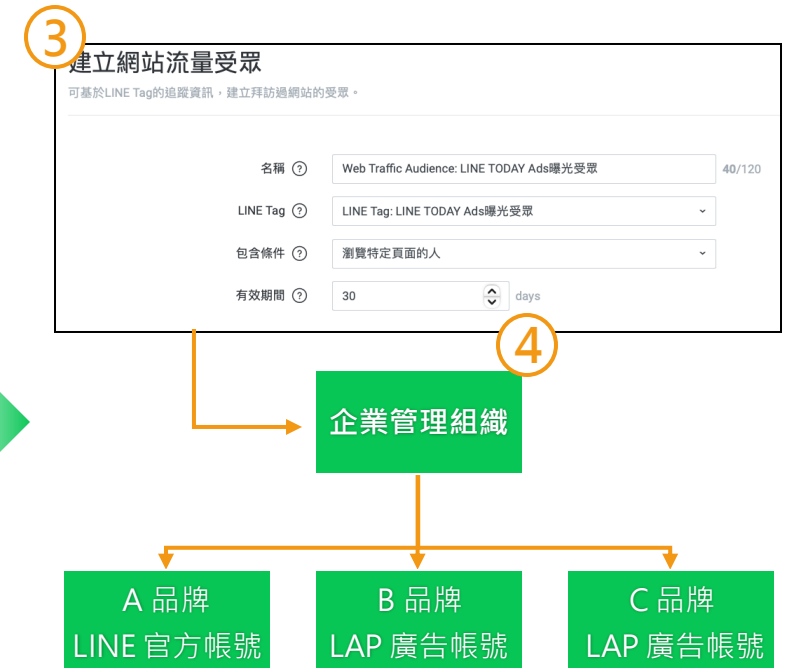 ③
建立網站流量受眾
可基於LINE Tag的追蹤資訊，建立拜訪過網站的受眾。
名稱 ? Web Traffic Audience: LINE TODAY Ads曝光受眾 40/120
LINE Tag ? LINE Tag: LINE TODAY Ads曝光受眾
包含條件 ? 瀏覽特定頁面的人
有效期間 ? 30 days
④
企業管理組織
A 品牌
LINE 官方帳號
B 品牌
LAP 廣告帳號
C 品牌
LAP 廣告帳號